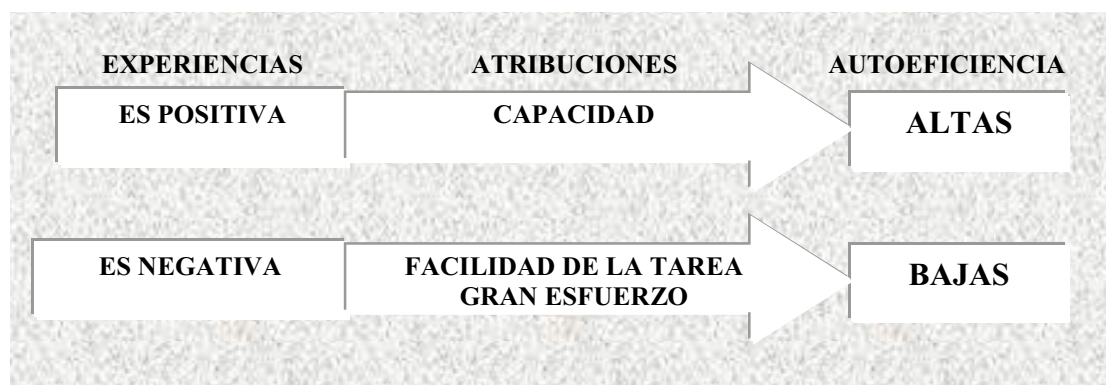 EXPERIENCIAS ATRIBUCIONES AUTOEFICIENCIA
ES POSITIVA CAPACIDAD ALTAS
ES NEGATIVA FACILIDAD DE LA TAREA BAJAS
GRAN ESFUERZO